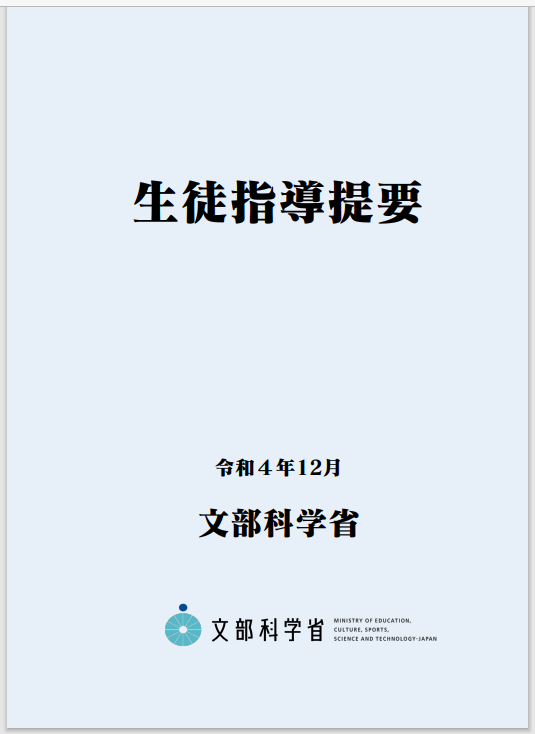 生徒指導提要
令和４年12月
文部科学省
文部科学省
MINISTRY OF EDUCATION,
CULTURE, SPORTS,
SCIENCE AND TECHNOLOGY-JAPAN